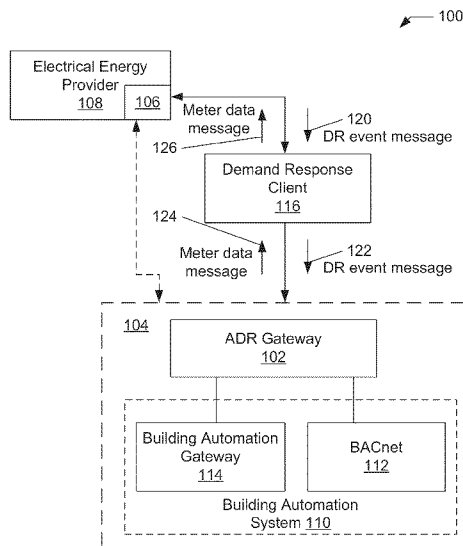 100
Electrical Energy
Provider
108
106
Meter data
message
126
120
DR event message
Demand Response
Client
116
124
Meter data
message
122
DR event message
104
ADR Gateway
102
Building Automation
Gateway
114
BACnet
112
Building Automation
System 110